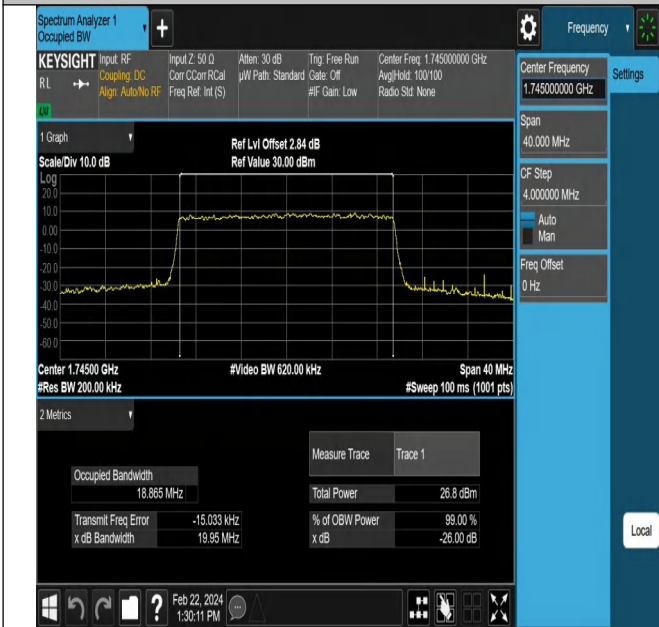 Spectrum Analyzer 1
Occupied BW
Frequency
KEYSIGHT
RL
LXI
Input: RF
Coupling: DC
Align: Auto/No RF
Input Z: 50 Ω
Corr CCorr RCal
Freq Ref: Int (S)
Atten: 30 dB
µW Path: Standard
Trig: Free Run
Gate: Off
#IF Gain: Low
Center Freq: 1.745000000 GHz
Avg|Hold: 100/100
Radio Std: None
Center Frequency
1.745000000 GHz
Settings
Span
40.000 MHz
CF Step
4.000000 MHz
Auto
Man
Freq Offset
0 Hz
Local
1 Graph
Scale/Div 10.0 dB
Ref Lvl Offset 2.84 dB
Ref Value 30.00 dBm
Log
20.0
10.0
0.00
-10.0
-20.0
-30.0
-40.0
-50.0
-60.0
Center 1.74500 GHz
#Video BW 620.00 kHz
Span 40 MHz
#Res BW 200.00 kHz
#Sweep 100 ms (1001 pts)
2 Metrics
Measure Trace Trace 1
Occupied Bandwidth
18.865 MHz
Total Power 26.8 dBm
Transmit Freq Error -15.033 kHz
% of OBW Power 99.00 %
x dB Bandwidth 19.95 MHz
x dB -26.00 dB
?
Feb 22, 2024
1:30:11 PM